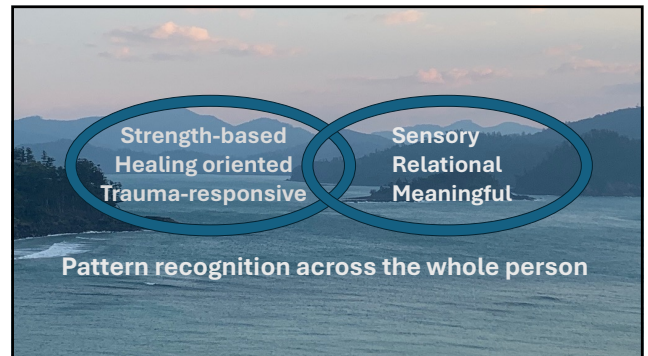 Strength-based
Healing oriented
Trauma-responsive
Sensory
Relational
Meaningful
Pattern recognition across the whole person